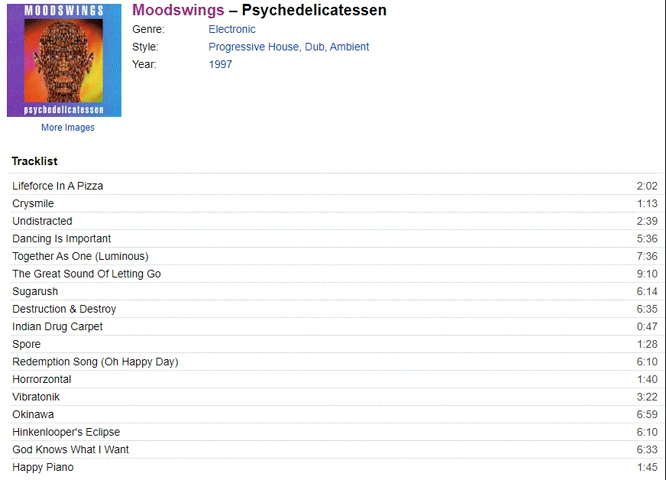 MOODSWINGS
psychedelicatessen
More Images
Moodswings – Psychedelicatessen
Genre: Electronic
Style: Progressive House, Dub, Ambient
Year: 1997
Tracklist
Lifeforce In A Pizza 2:02
Crysmile 1:13
Undistracted 2:39
Dancing Is Important 5:36
Together As One (Luminous) 7:36
The Great Sound Of Letting Go 9:10
Sugarush 6:14
Destruction & Destroy 6:35
Indian Drug Carpet 0:47
Spore 1:28
Redemption Song (Oh Happy Day) 6:10
Horrorzontal 1:40
Vibratonik 3:22
Okinawa 6:59
Hinkenlooper's Eclipse 6:10
God Knows What I Want 6:33
Happy Piano 1:45